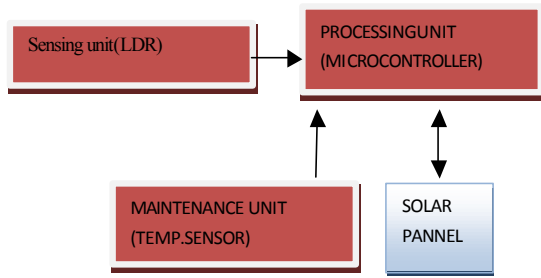 Sensing unit(LDR)
PROCESSINGUNIT
(MICROCONTROLLER)
MAINTENANCE UNIT
(TEMP.SENSOR)
SOLAR
PANNEL